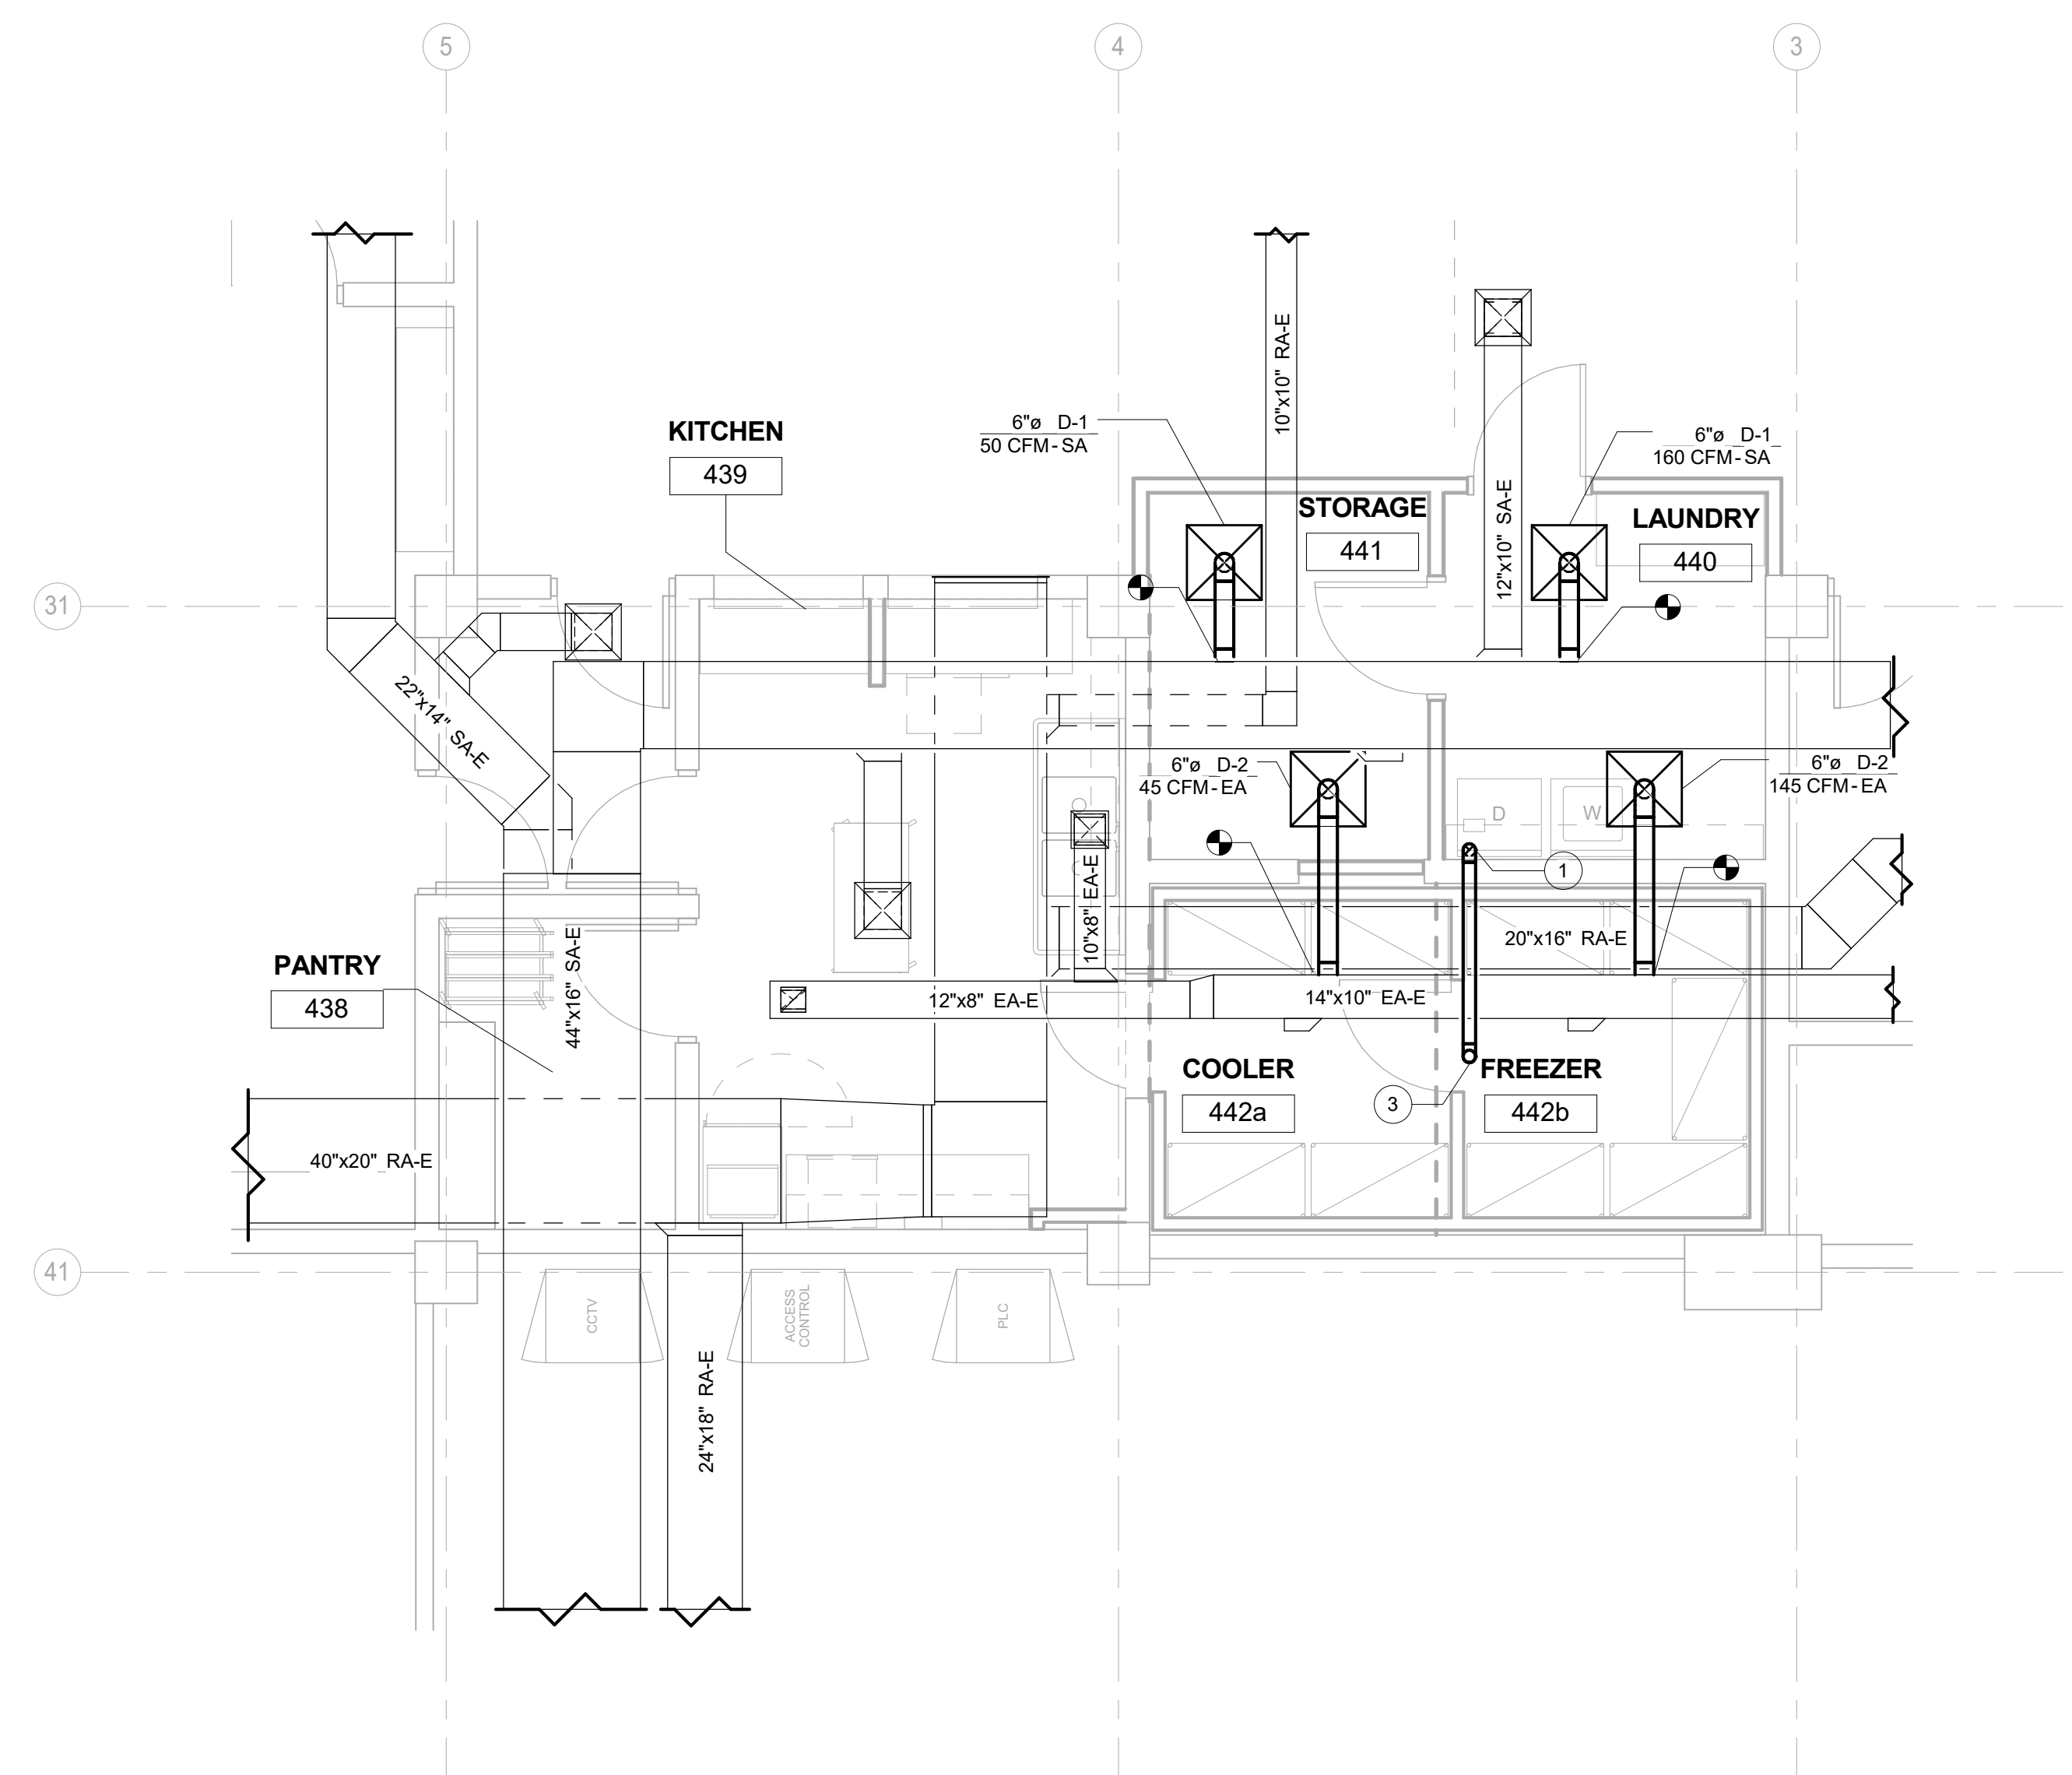 5
4
3
10"x10" RA-E
KITCHEN
439
6"ø D-1
50 CFM-SA
6"ø D-1
160 CFM-SA
12"x10" SA-E
STORAGE
441
LAUNDRY
440
31
22"x14" SA-E
6"ø D-2
45 CFM-EA
6"ø D-2
145 CFM-EA
D
W
1
10"x8" EA-E
20"x16" RA-E
PANTRY
438
44"x16" SA-E
12"x8" EA-E
14"x10" EA-E
COOLER
442a
FREEZER
442b
3
40"x20" RA-E
41
CCTV
ACCESS
CONTROL
PLC
24"x18" RA-E